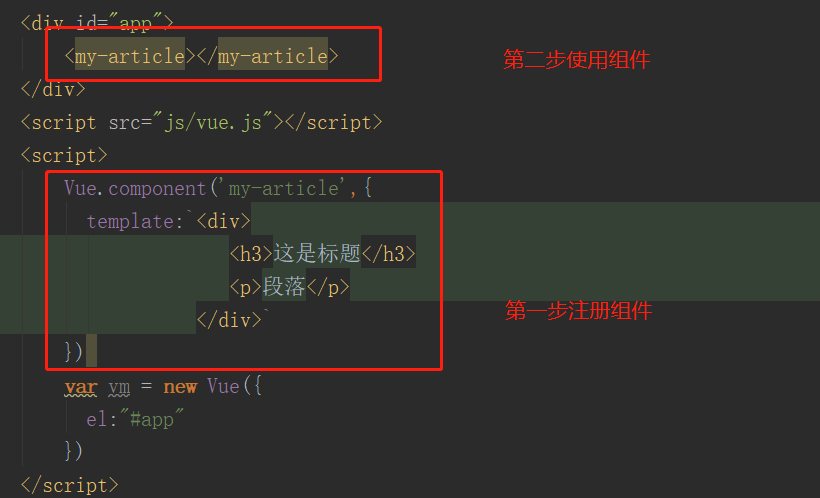 <div id="app">
<my-article></my-article>
第二步使用组件
</div>
<script src="js/vue.js"></script>
<script>
Vue.component('my-article',{
template:`<div>
<h3>这是标题</h3>
<p>段落</p>
第一步注册组件
</div>`
})
var vm = new Vue({
el:"#app"
})
</script>